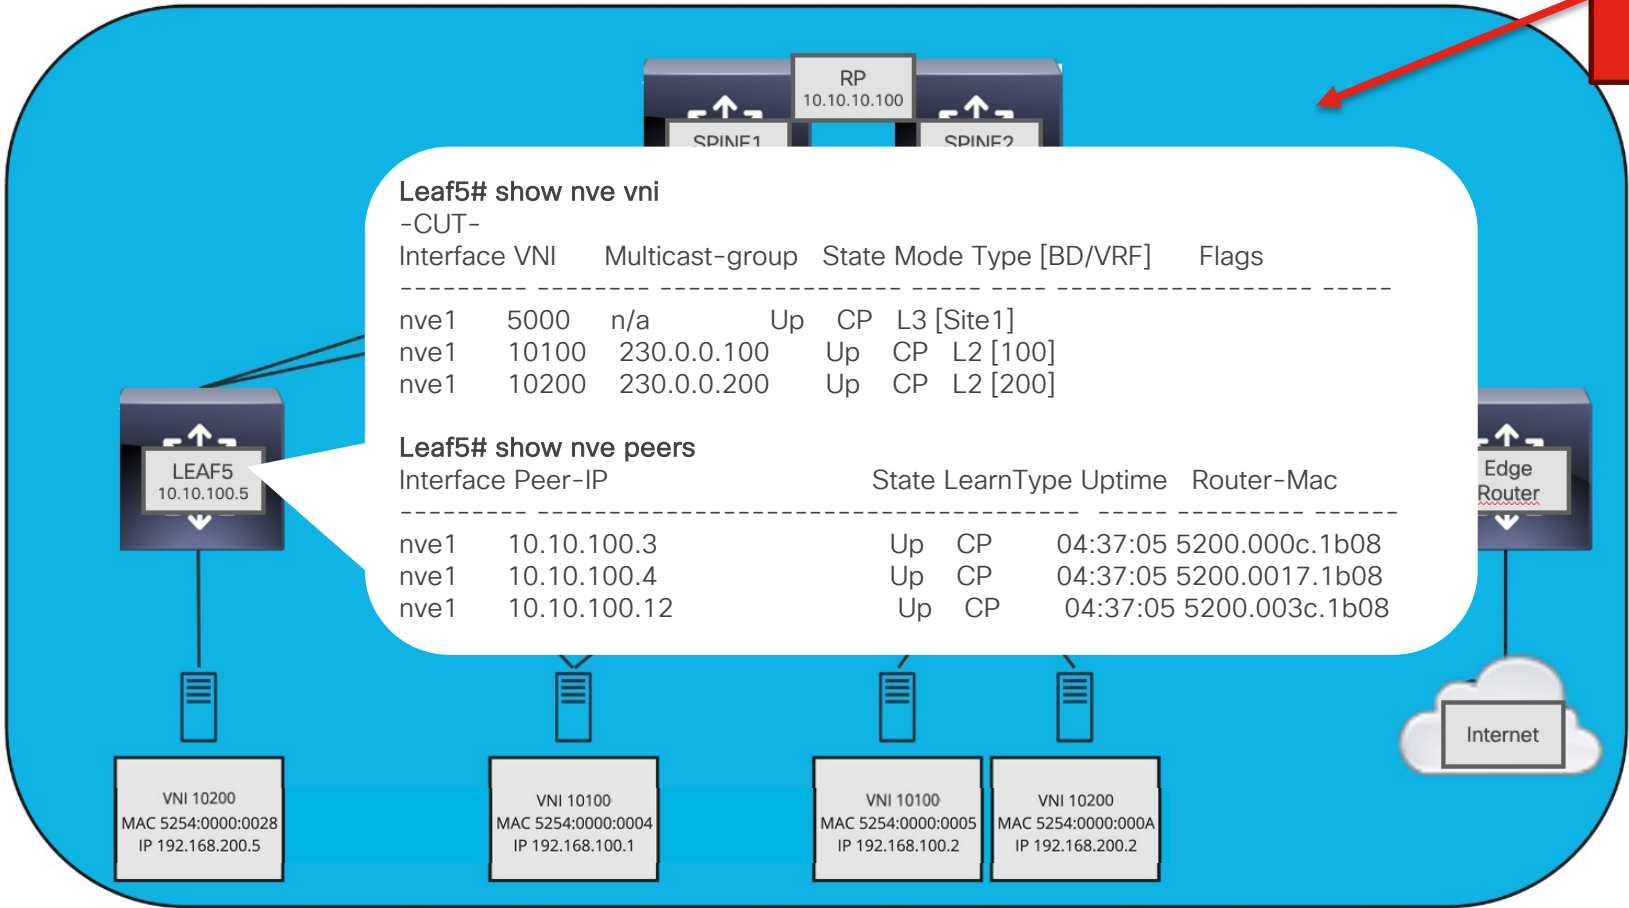 RP
10.10.10.100
SPINE1
SPINE2
Leaf5# show nve vni
-CUT-
Interface VNI Multicast-group State Mode Type [BD/VRF] Flags
--------- -------- ----------------- ----- ---- ------------------ -----
nve1 5000 n/a Up CP L3 [Site1]
nve1 10100 230.0.0.100 Up CP L2 [100]
nve1 10200 230.0.0.200 Up CP L2 [200]
Leaf5# show nve peers
Interface Peer-IP State LearnType Uptime Router-Mac
--------- -------------------------------------- ----- --------- ------
nve1 10.10.100.3 Up CP 04:37:05 5200.000c.1b08
nve1 10.10.100.4 Up CP 04:37:05 5200.0017.1b08
nve1 10.10.100.12 Up CP 04:37:05 5200.003c.1b08
LEAF5
10.10.100.5
Edge
Router
Internet
VNI 10200
MAC 5254:0000:0028
IP 192.168.200.5
VNI 10100
MAC 5254:0000:0004
IP 192.168.100.1
VNI 10100
MAC 5254:0000:0005
IP 192.168.100.2
VNI 10200
MAC 5254:0000:000A
IP 192.168.200.2